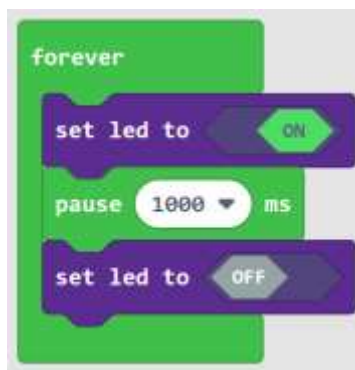 forever
set led to ON
pause 1000 ms
set led to OFF